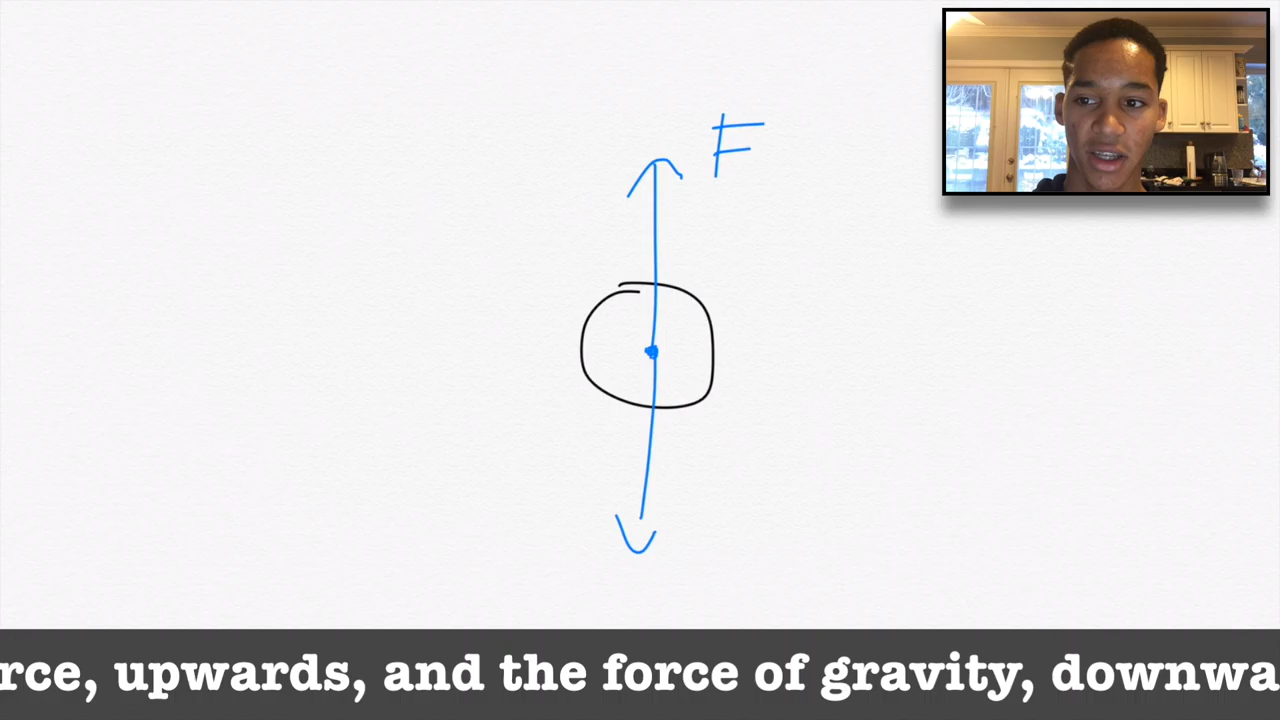 F
rce, upwards, and the force of gravity, downwa